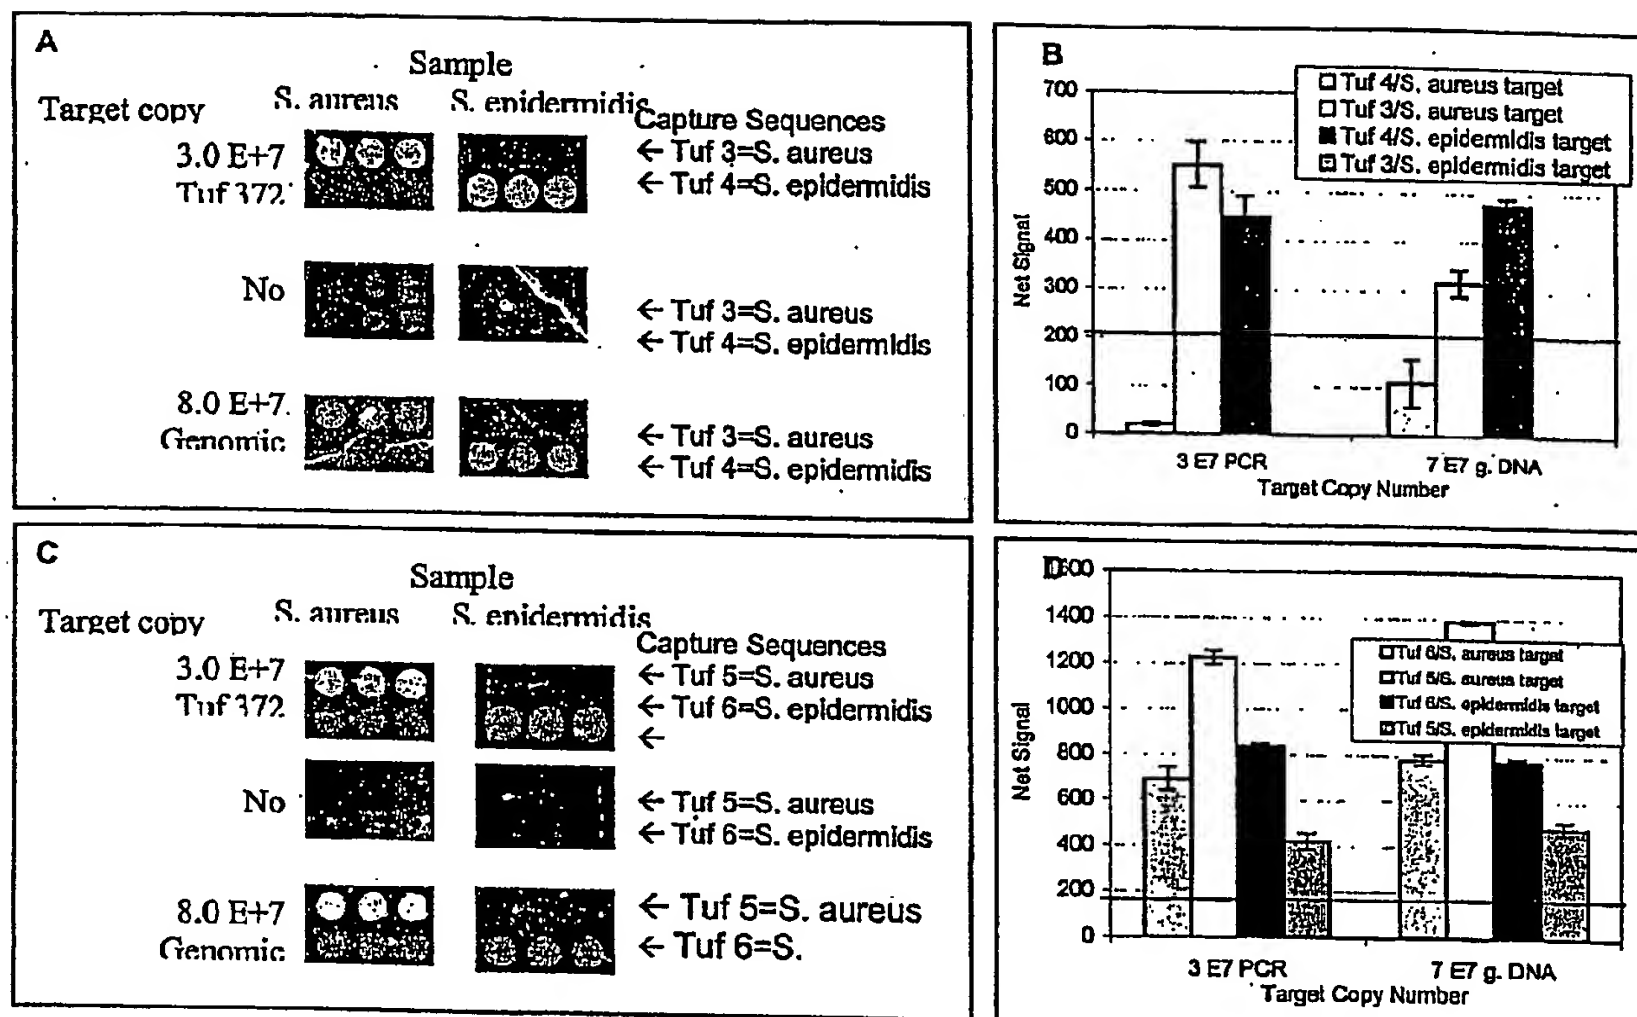 A
Sample
Target copy
S. aureus
S. epidermidis
Capture Sequences
3.0 E+7
Tuf 372
← Tuf 3=S. aureus
← Tuf 4=S. epidermidis
No
← Tuf 3=S. aureus
← Tuf 4=S. epidermidis
8.0 E+7
Genomic
← Tuf 3=S. aureus
← Tuf 4=S. epidermidis
B
Tuf 4/S. aureus target
Tuf 3/S. aureus target
Tuf 4/S. epidermidis target
Tuf 3/S. epidermidis target
700
600
500
400
300
200
100
0
Net Signal
3 E7 PCR
7 E7 g. DNA
Target Copy Number
C
Sample
Target copy
S. aureus
S. epidermidis
Capture Sequences
3.0 E+7
Tuf 372
← Tuf 5=S. aureus
← Tuf 6=S. epidermidis
←
No
← Tuf 5=S. aureus
← Tuf 6=S. epidermidis
8.0 E+7
Genomic
← Tuf 5=S. aureus
← Tuf 6=S.
D
1600
1400
1200
1000
800
600
400
200
0
Net Signal
Tuf 6/S. aureus target
Tuf 5/S. aureus target
Tuf 6/S. epidermidis target
Tuf 5/S. epidermidis target
3 E7 PCR
7 E7 g. DNA
Target Copy Number